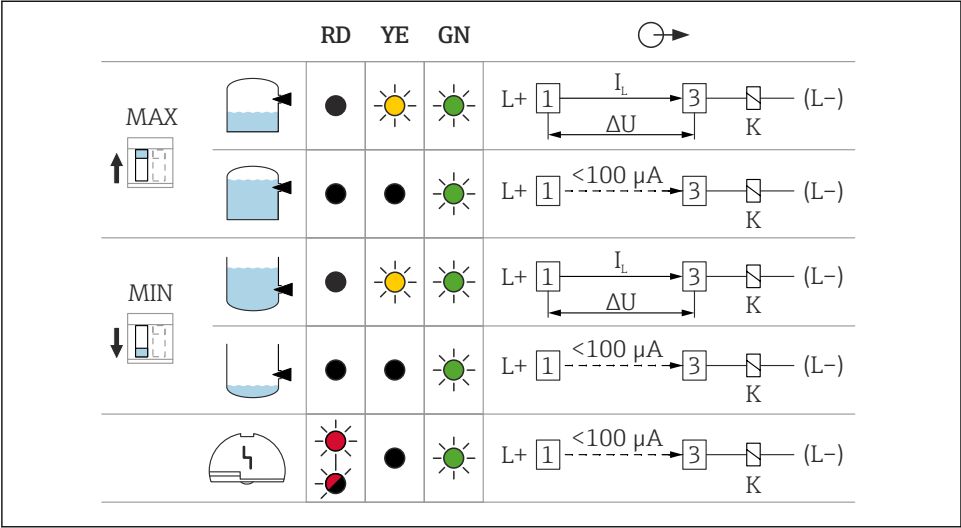 RD YE GN
MAX
L+ 1 I_L 3 (L–)
ΔU K
L+ 1 <100 µA 3 (L–)
K
MIN
L+ 1 I_L 3 (L–)
ΔU K
L+ 1 <100 µA 3 (L–)
K
L+ 1 <100 µA 3 (L–)
K